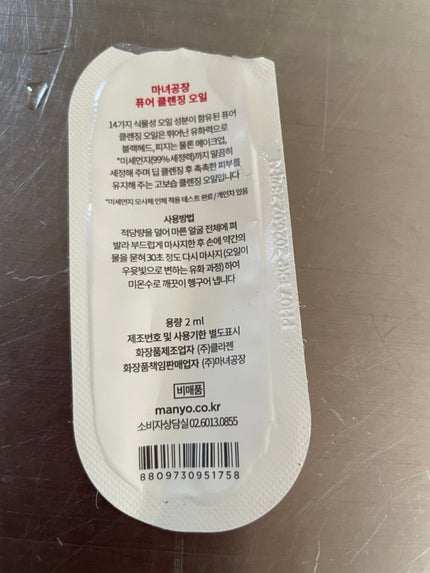 마녀공장
퓨어 클렌징 오일
14가지 식물성 오일 성분이 함유된 퓨어
클렌징 오일은 뛰어난 유화력으로
블랙헤드, 피지는 물론 메이크업,
*미세먼지(99% 세정력)까지 말끔히
세정해 주며 딥 클렌징 후 촉촉한 피부를
유지해 주는 고보습 클렌징 오일입니다
*미세먼지 모사체 인체 적용 테스트 완료 / 개인차 있음
사용방법
적당량을 덜어 마른 얼굴 전체에 펴
발라 부드럽게 마사지한 후 손에 약간의
물을 묻혀 30초 정도 다시 마사지 (오일이
우윳빛으로 변하는 유화 과정) 하여
미온수로 깨끗이 헹구어 냅니다
용량 2 ml
제조번호 및 사용기한 별도표시
화장품제조업자 (주)클라젠
화장품책임판매업자 (주)마녀공장
비매품
manyo.co.kr
소비자상담실 02.6013.0855
8809730951758